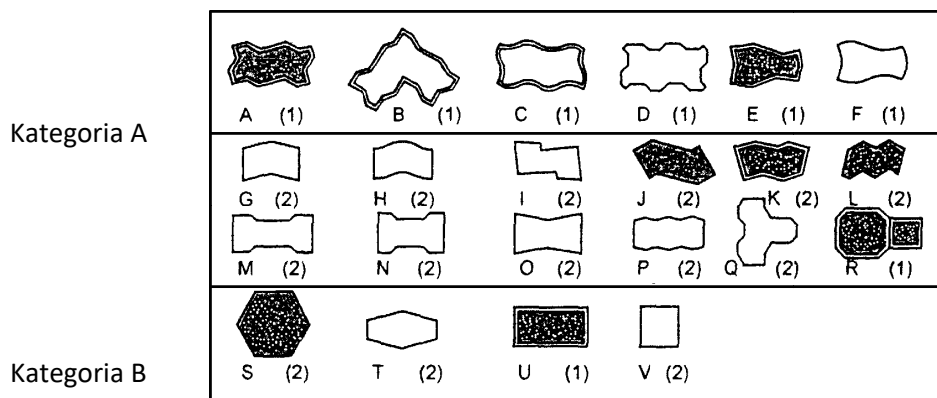 A (1) B (1) C (1) D (1) E (1) F (1)
Kategoria A
G (2) H (2) I (2) J (2) K (2) L (2)
M (2) N (2) O (2) P (2) Q (2) R (1)
Kategoria B
S (2) T (2) U (1) V (2)